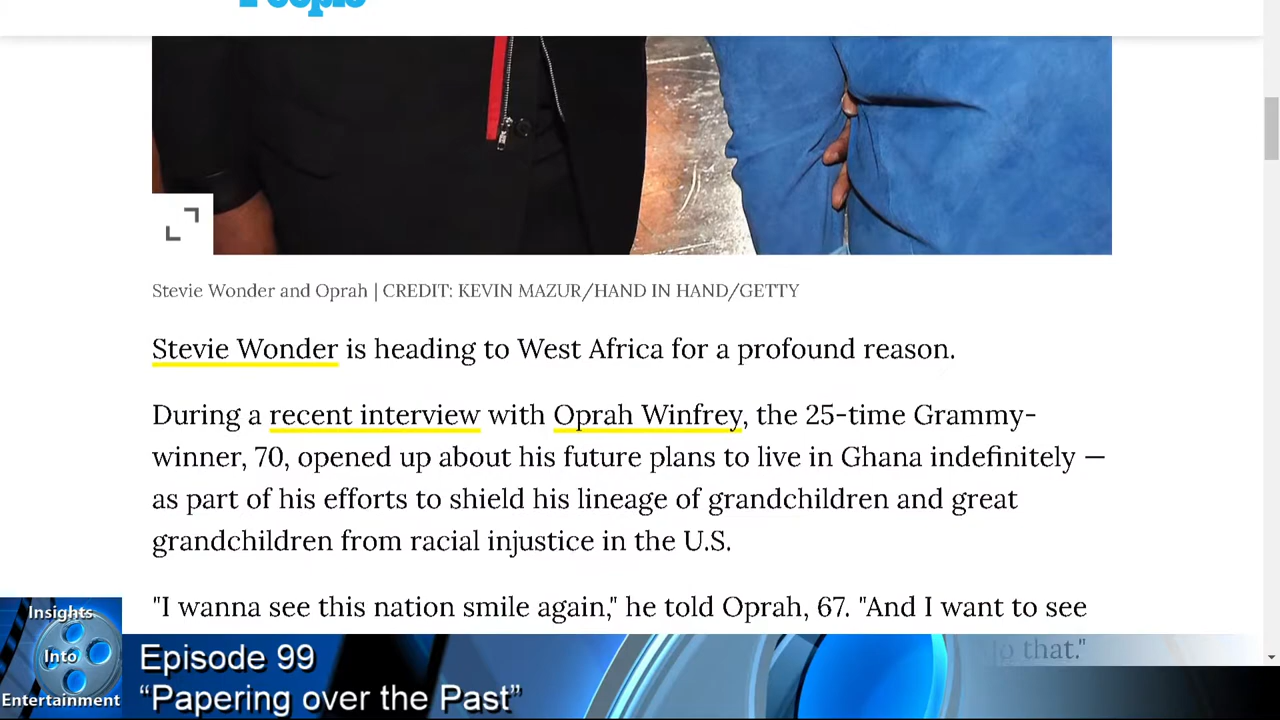 People
Stevie Wonder and Oprah | CREDIT: KEVIN MAZUR/HAND IN HAND/GETTY
Stevie Wonder is heading to West Africa for a profound reason.
During a recent interview with Oprah Winfrey, the 25-time Grammy-
winner, 70, opened up about his future plans to live in Ghana indefinitely —
as part of his efforts to shield his lineage of grandchildren and great
grandchildren from racial injustice in the U.S.
"I wanna see this nation smile again," he told Oprah, 67. "And I want to see
that."
Insights
Into
Entertainment
Episode 99
“Papering over the Past”